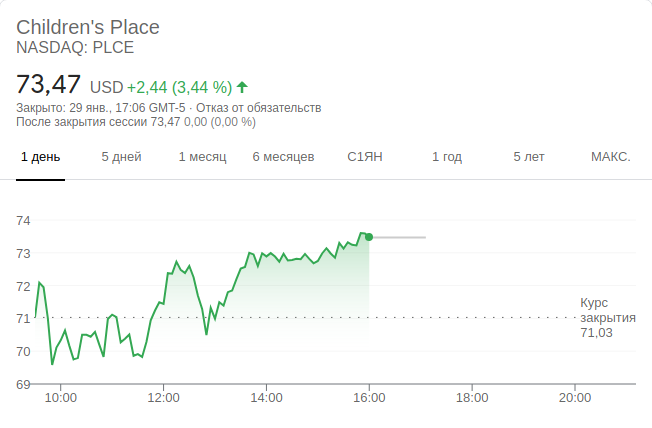 Children's Place
NASDAQ: PLCE
73,47 USD +2,44 (3,44 %)
Закрыто: 29 янв., 17:06 GMT-5 · Отказ от обязательств
После закрытия сессии 73,47 0,00 (0,00 %)
1 день 5 дней 1 месяц 6 месяцев С1ЯН 1 год 5 лет МАКС.
74
73
72
71
70
69
Курс
закрытия
71,03
10:00 12:00 14:00 16:00 18:00 20:00